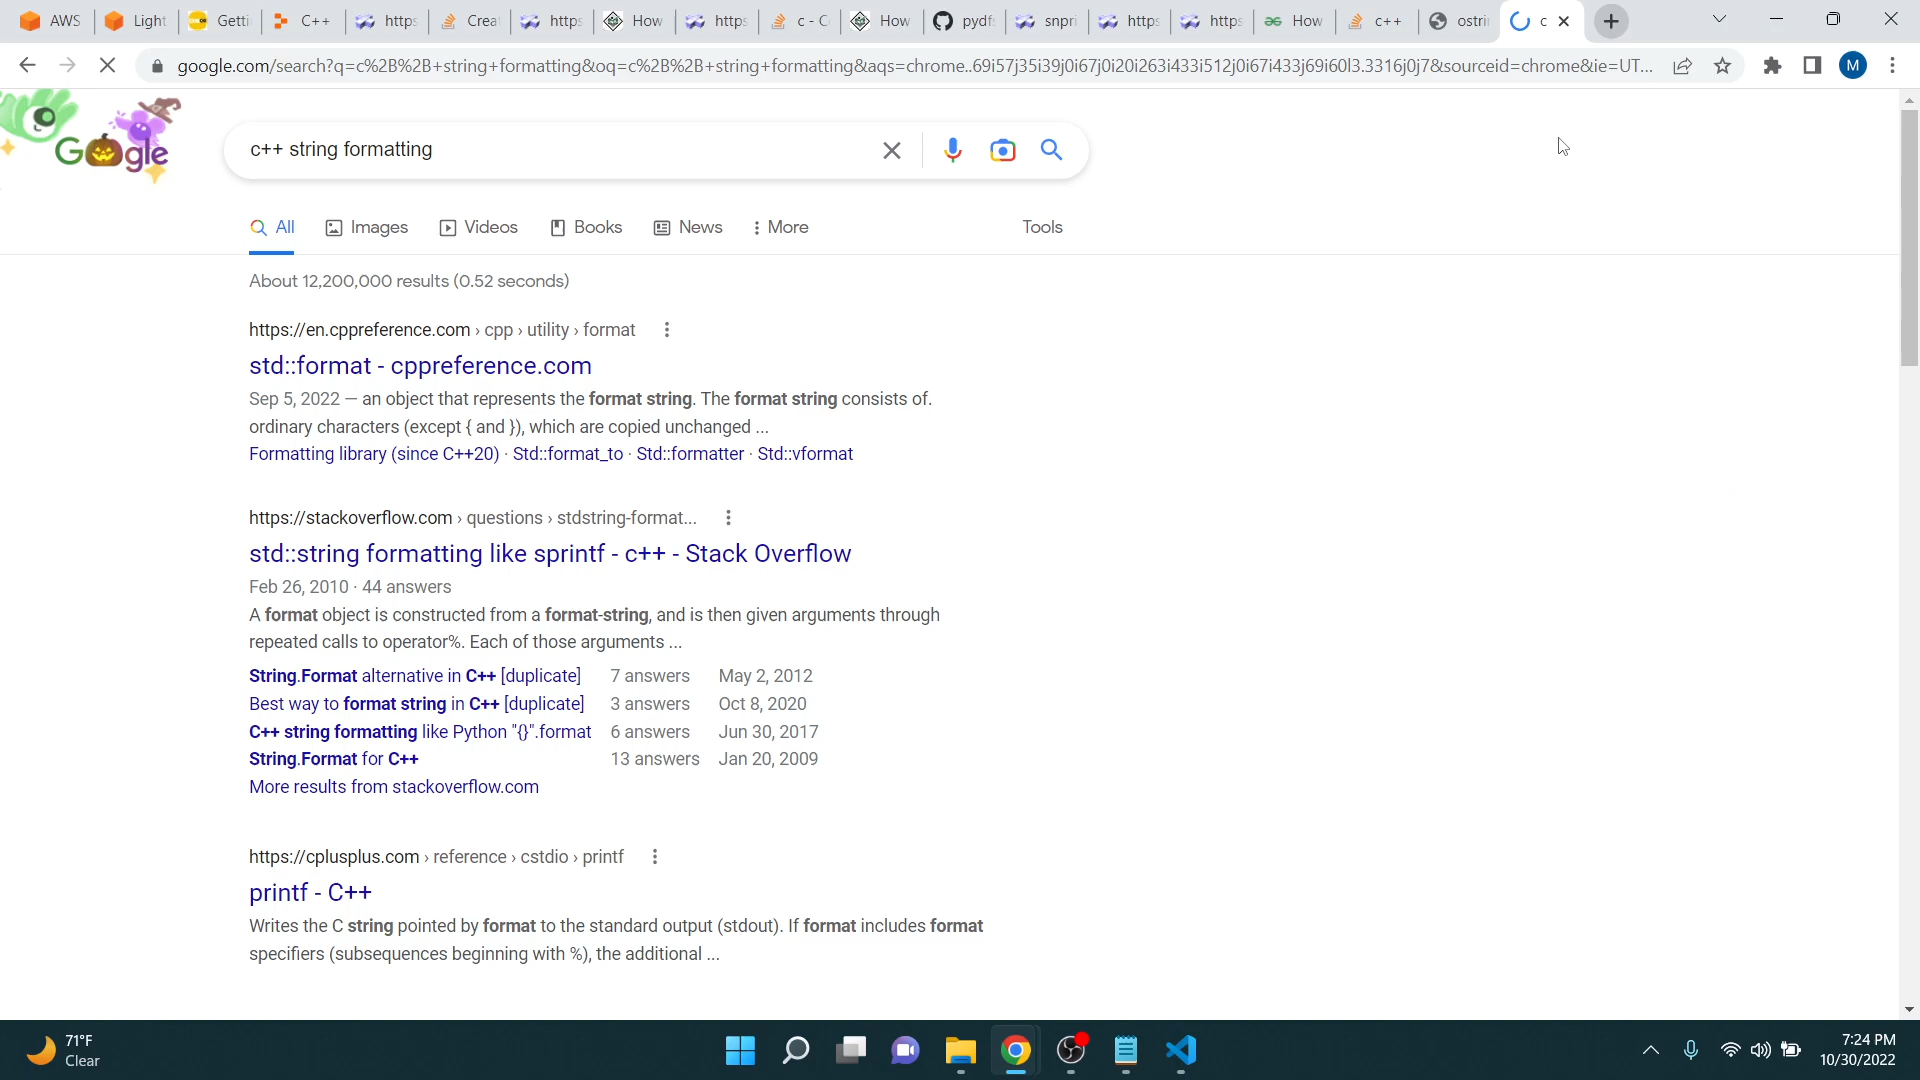 AWS
Light
Getti
C++
https
Creat
https
How
https
c - C
How
pydf
snpri
https
https
How
c++
ostri
c
google.com/search?q=c%2B%2B+string+formatting&oq=c%2B%2B+string+formatting&aqs=chrome..69i57j35i39j0i67j0i20i263i433i512j0i67i433j69i60l3.3316j0j7&sourceid=chrome&ie=UT...
M
Google
c++ string formatting
All
Images
Videos
Books
News
More
Tools
About 12,200,000 results (0.52 seconds)
https://en.cppreference.com › cpp › utility › format
std::format - cppreference.com
Sep 5, 2022 — an object that represents the format string. The format string consists of.
ordinary characters (except { and }), which are copied unchanged ...
Formatting library (since C++20) · Std::format_to · Std::formatter · Std::vformat
https://stackoverflow.com › questions › stdstring-format...
std::string formatting like sprintf - c++ - Stack Overflow
Feb 26, 2010 · 44 answers
A format object is constructed from a format-string, and is then given arguments through
repeated calls to operator%. Each of those arguments ...
String.Format alternative in C++ [duplicate] 7 answers May 2, 2012
Best way to format string in C++ [duplicate] 3 answers Oct 8, 2020
C++ string formatting like Python "{}".format 6 answers Jun 30, 2017
String.Format for C++ 13 answers Jan 20, 2009
More results from stackoverflow.com
https://cplusplus.com › reference › cstdio › printf
printf - C++
Writes the C string pointed by format to the standard output (stdout). If format includes format
specifiers (subsequences beginning with %), the additional ...
71°F
Clear
7:24 PM
10/30/2022